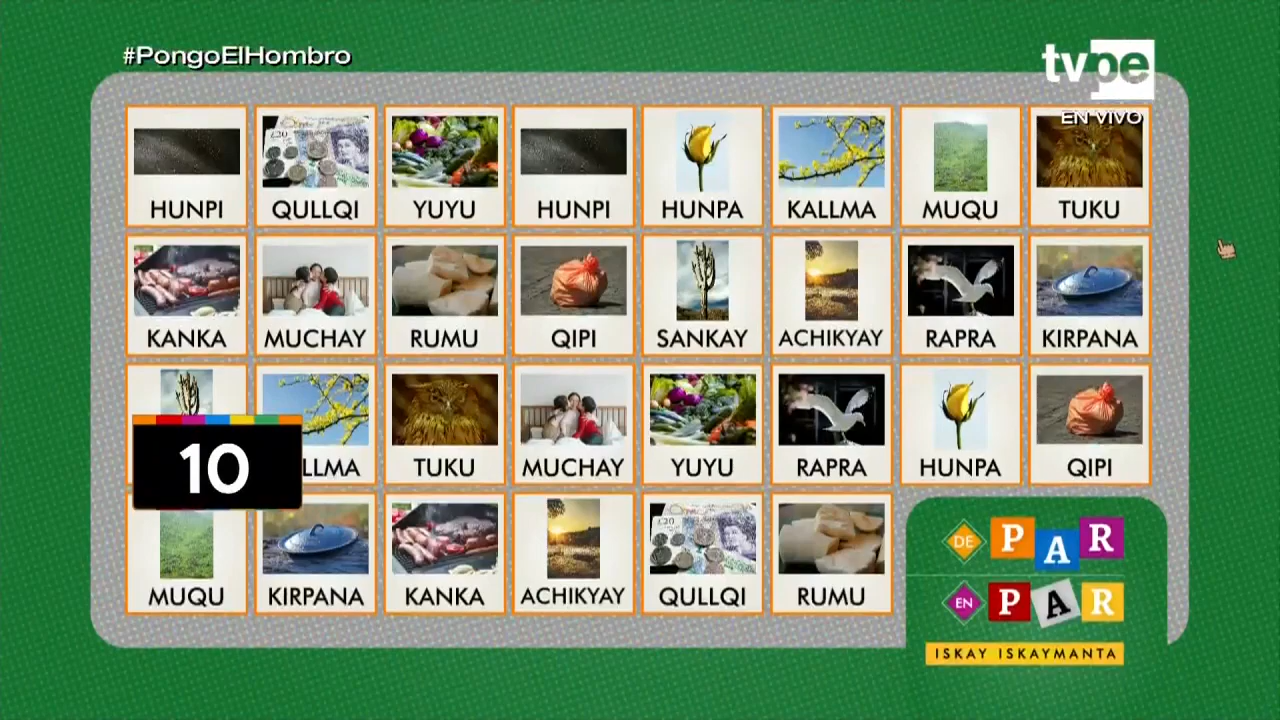 #PongoElHombro
tvpe
EN VIVO
HUNPI QULLQI YUYU HUNPI HUNPA KALLMA MUQU TUKU
KANKA MUCHAY RUMU QIPI SANKAY ACHIKYAY RAPRA KIRPANA
LLMA TUKU MUCHAY YUYU RAPRA HUNPA QIPI
10
MUQU KIRPANA KANKA ACHIKYAY QULLQI RUMU
DE PAR
EN PAR
ISKAY ISKAYMANTA